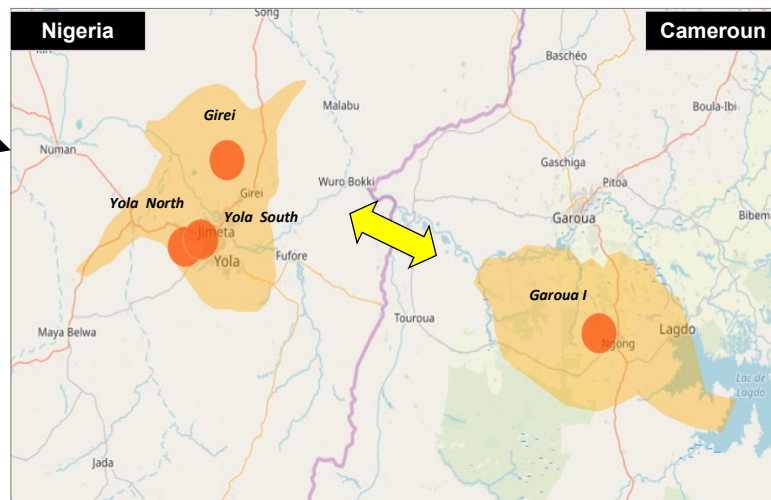 Nigeria
Cameroun
Song
Baschéo
Girei
Malabu
Boula-Ibi
Numan
Gaschiga
Wuro Bokki
Pitoa
Girei
Yola North
Yola South
Garoua
Bibem
Jimeta
Yola
Fufore
Garoua I
Maya Belwa
Touroua
Ngong
Lagdo
Lac de
Lagdo
Jada